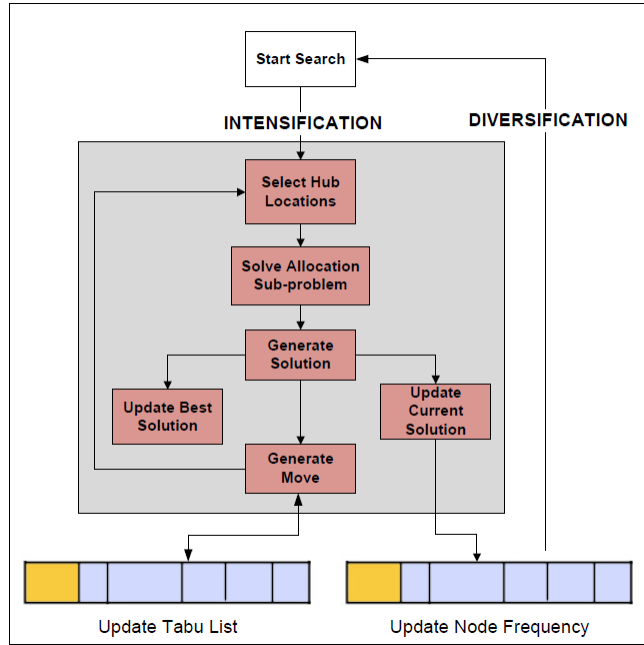 Start Search
INTENSIFICATION
DIVERSIFICATION
Select Hub
Locations
Solve Allocation
Sub-problem
Generate
Solution
Update Best
Solution
Update
Current
Solution
Generate
Move
Update Tabu List
Update Node Frequency